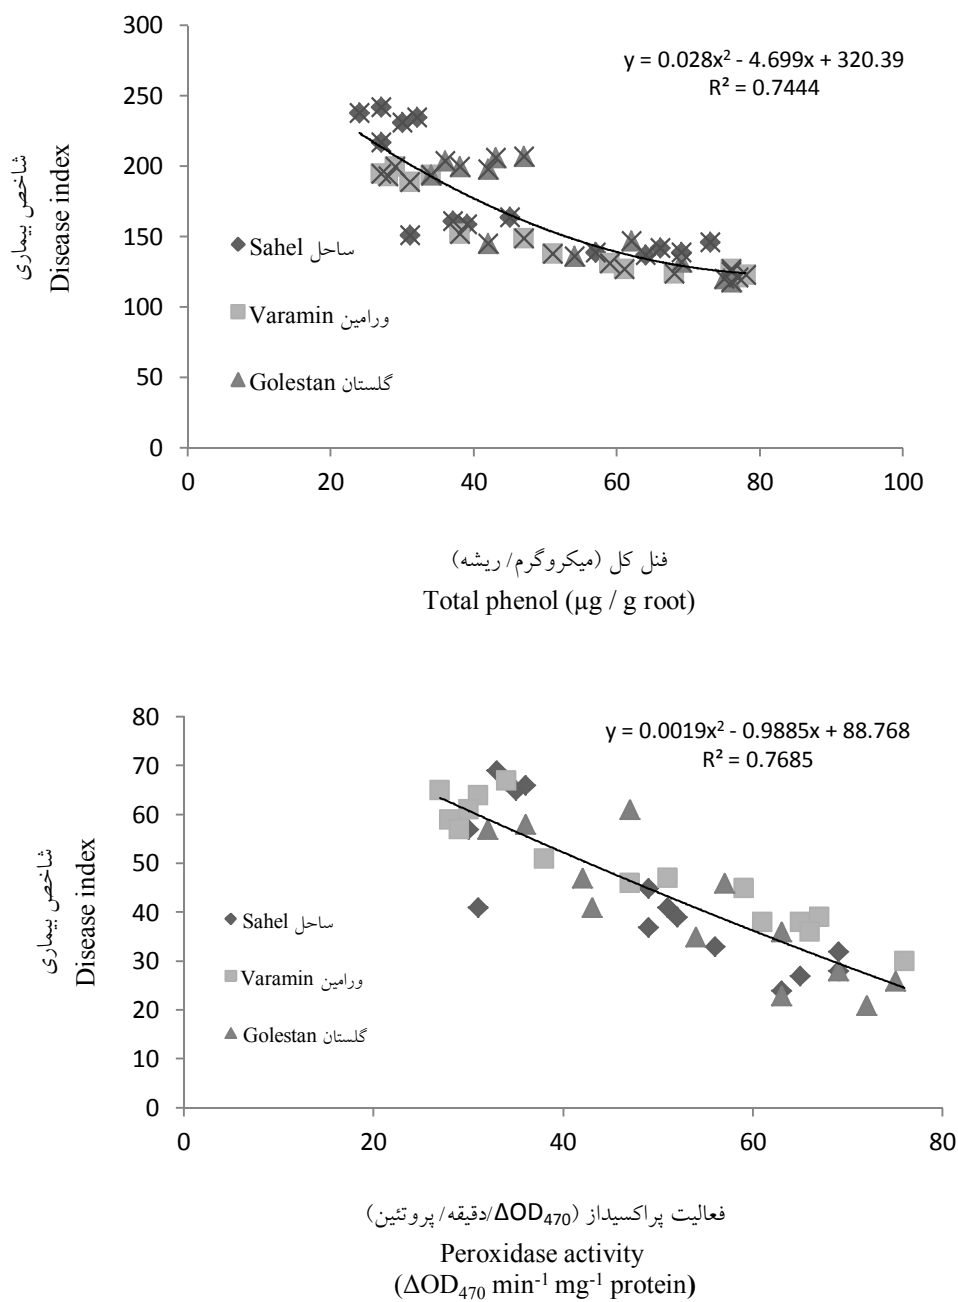 300
250
200
150
100
50
0
0 20 40 60 80 100
y = 0.028x² - 4.699x + 320.39
R² = 0.7444
شاخص بیماری
Disease index
Sahel ساحل
Varamin ورامین
Golestan گلستان
فنل کل (میکروگرم/ ریشه)
Total phenol (µg / g root)
80
70
60
50
40
30
20
10
0
0 20 40 60 80
y = 0.0019x² - 0.9885x + 88.768
R² = 0.7685
شاخص بیماری
Disease index
Sahel ساحل
Varamin ورامین
Golestan گلستان
فعالیت پراکسیداز (ΔOD₄₇₀/دقیقه/ پروتئین)
Peroxidase activity
(ΔOD₄₇₀ min⁻¹ mg⁻¹ protein)